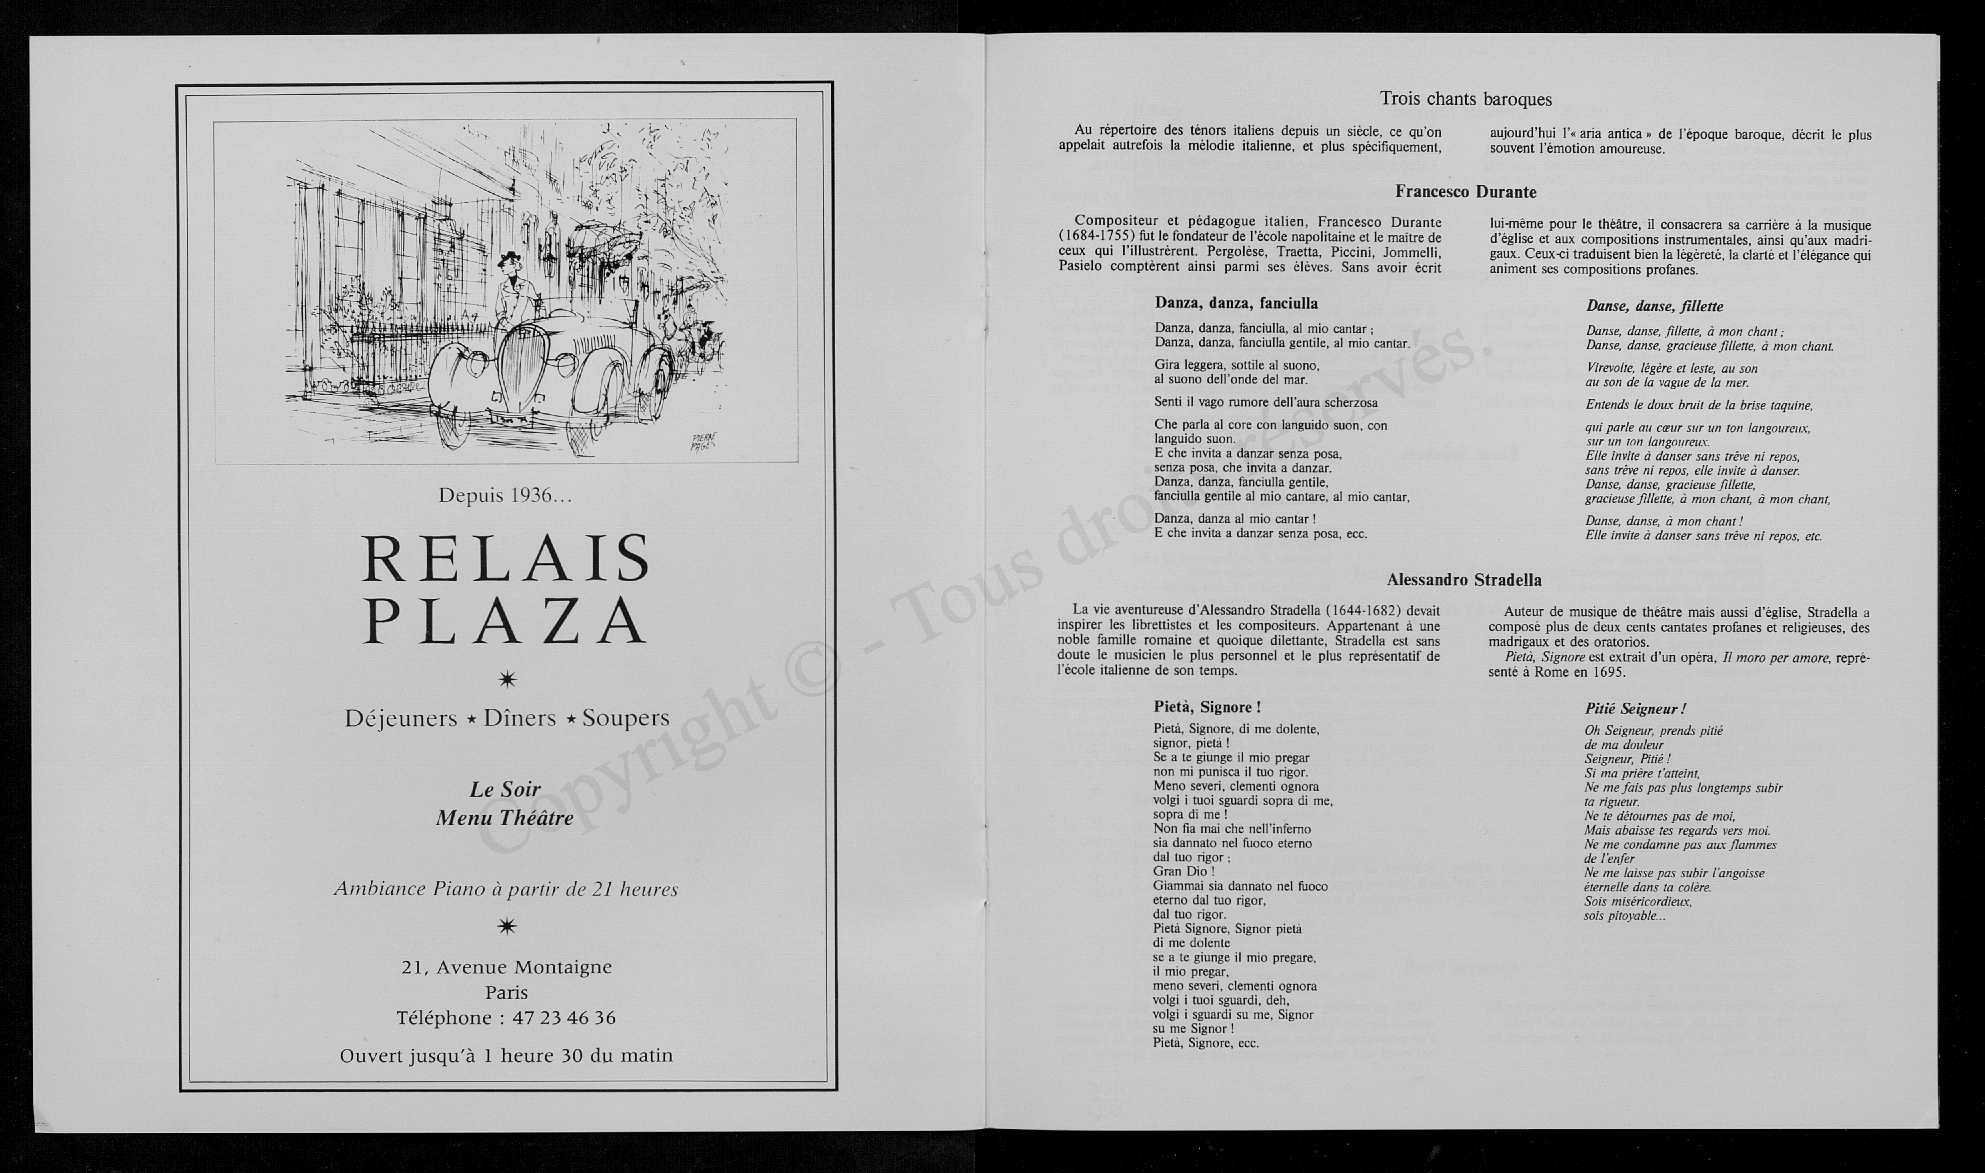 PIERRE
PAGES
Depuis 1936...
RELAIS
PLAZA
Déjeuners ★ Dîners ★ Soupers
Le Soir
Menu Théâtre
Ambiance Piano à partir de 21 heures
21, Avenue Montaigne
Paris
Téléphone : 47 23 46 36
Ouvert jusqu'à 1 heure 30 du matin
Copyright © - Tous droits réservés.
Trois chants baroques
Au répertoire des ténors italiens depuis un siècle, ce qu'on
appelait autrefois la mélodie italienne, et plus spécifiquement,
aujourd'hui l'« aria antica » de l'époque baroque, décrit le plus
souvent l'émotion amoureuse.
Francesco Durante
Compositeur et pédagogue italien, Francesco Durante
(1684-1755) fut le fondateur de l'école napolitaine et le maître de
ceux qui l'illustrèrent. Pergolèse, Traetta, Piccini, Jommelli,
Pasielo comptèrent ainsi parmi ses élèves. Sans avoir écrit
lui-même pour le théâtre, il consacrera sa carrière à la musique
d'église et aux compositions instrumentales, ainsi qu'aux madri-
gaux. Ceux-ci traduisent bien la légèreté, la clarté et l'élégance qui
animent ses compositions profanes.
Danza, danza, fanciulla
Danza, danza, fanciulla, al mio cantar ;
Danza, danza, fanciulla gentile, al mio cantar.
Gira leggera, sottile al suono,
al suono dell'onde del mar.
Senti il vago rumore dell'aura scherzosa
Che parla al core con languido suon, con
languido suon.
E che invita a danzar senza posa,
senza posa, che invita a danzar.
Danza, danza, fanciulla gentile,
fanciulla gentile al mio cantare, al mio cantar,
Danza, danza al mio cantar !
E che invita a danzar senza posa, ecc.
Danse, danse, fillette
Danse, danse, fillette, à mon chant ;
Danse, danse, gracieuse fillette, à mon chant.
Virevolte, légère et leste, au son
au son de la vague de la mer.
Entends le doux bruit de la brise taquine,
qui parle au cœur sur un ton langoureux,
sur un ton langoureux.
Elle invite à danser sans trêve ni repos,
sans trêve ni repos, elle invite à danser.
Danse, danse, gracieuse fillette,
gracieuse fillette, à mon chant, à mon chant,
Danse, danse, à mon chant !
Elle invite à danser sans trêve ni repos, etc.
Alessandro Stradella
La vie aventureuse d'Alessandro Stradella (1644-1682) devait
inspirer les librettistes et les compositeurs. Appartenant à une
noble famille romaine et quoique dilettante, Stradella est sans
doute le musicien le plus personnel et le plus représentatif de
l'école italienne de son temps.
Auteur de musique de théâtre mais aussi d'église, Stradella a
composé plus de deux cents cantates profanes et religieuses, des
madrigaux et des oratorios.
Pietà, Signore est extrait d'un opéra, Il moro per amore, repré-
senté à Rome en 1695.
Pietà, Signore !
Pietà, Signore, di me dolente,
signor, pietà !
Se a te giunge il mio pregar
non mi punisca il tuo rigor.
Meno severi, clementi ognora
volgi i tuoi sguardi sopra di me,
sopra di me !
Non fia mai che nell'inferno
sia dannato nel fuoco eterno
dal tuo rigor ;
Gran Dio !
Giammai sia dannato nel fuoco
eterno dal tuo rigor,
dal tuo rigor.
Pietà Signore, Signor pietà
di me dolente
se a te giunge il mio pregare,
il mio pregar,
meno severi, clementi ognora
volgi i tuoi sguardi, deh,
volgi i sguardi su me, Signor
su me Signor !
Pietà, Signore, ecc.
Pitié Seigneur !
Oh Seigneur, prends pitié
de ma douleur
Seigneur, Pitié !
Si ma prière t'atteint,
Ne me fais pas plus longtemps subir
ta rigueur.
Ne te détournes pas de moi,
Mais abaisse tes regards vers moi.
Ne me condamne pas aux flammes
de l'enfer
Ne me laisse pas subir l'angoisse
éternelle dans ta colère.
Sois miséricordieux,
sois pitoyable...